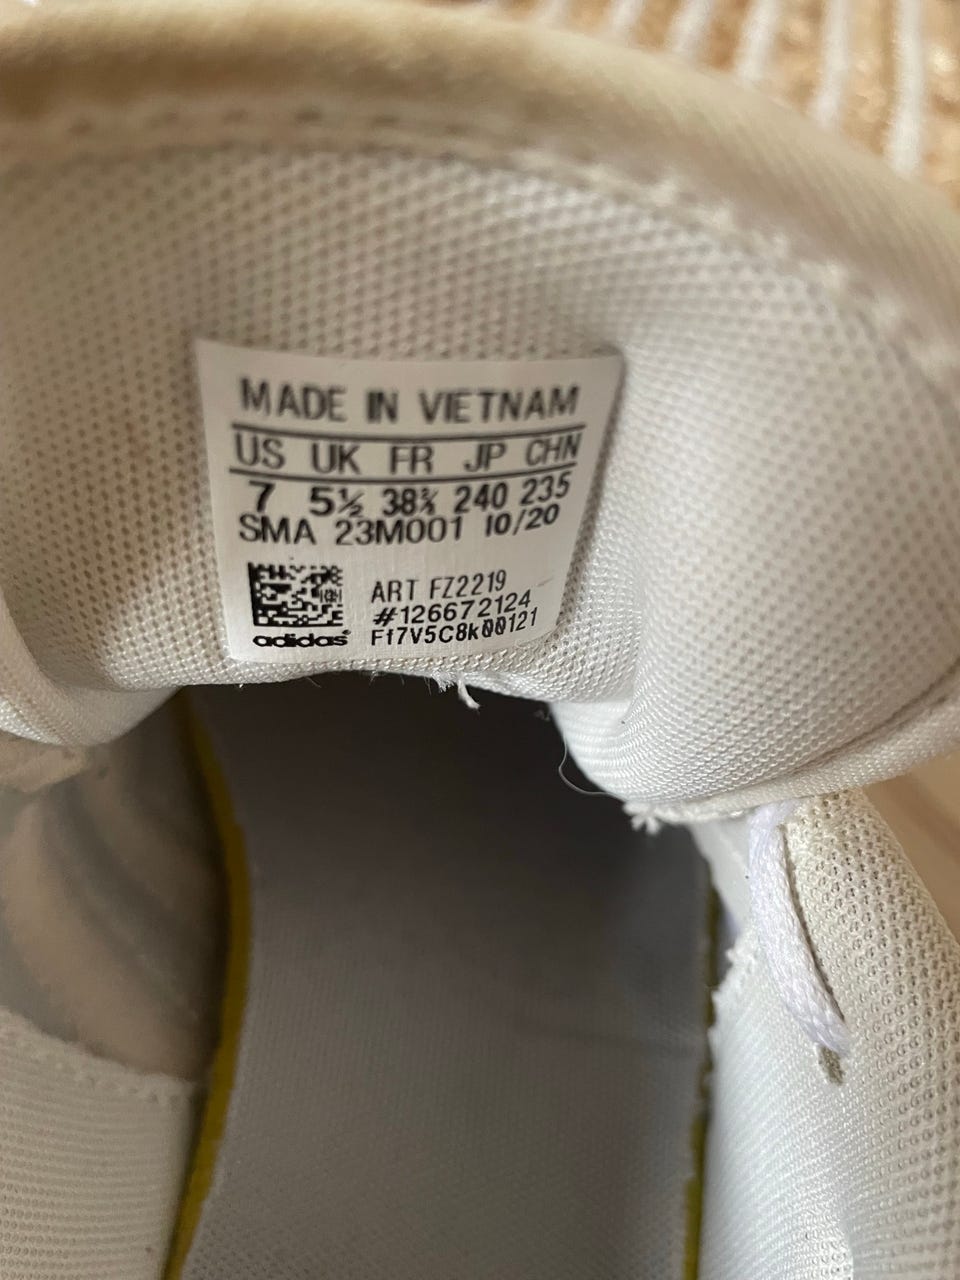 MADE IN VIETNAM
US UK FR JP CHN
7 5½ 38⅔ 240 235
SMA 23M001 10/20
ART FZ2219
#126672124
adidas Ff7V5C8k00121